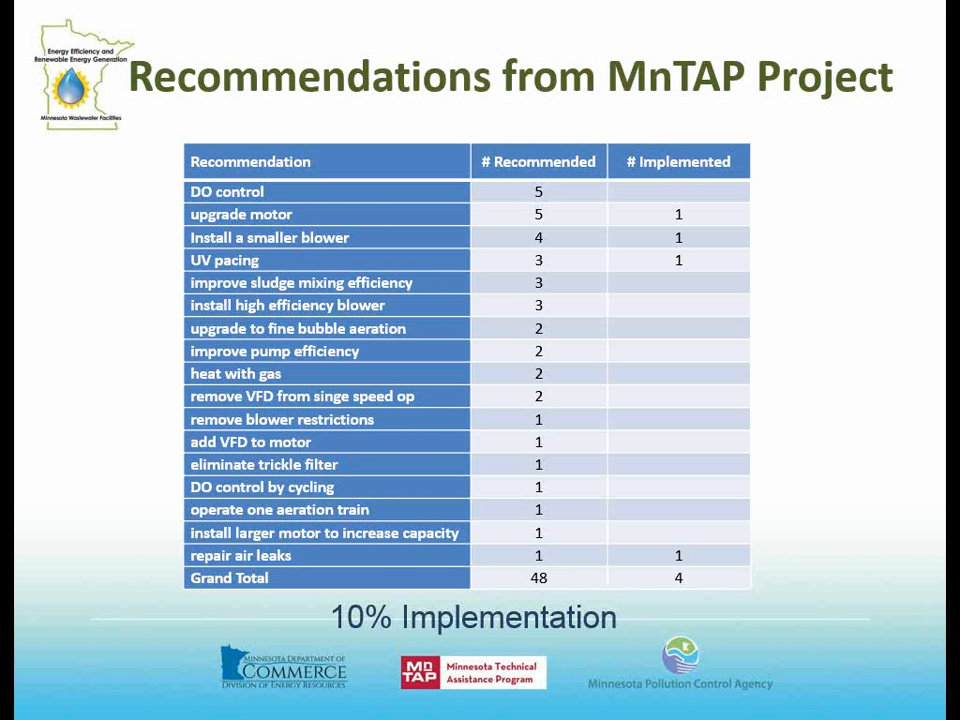 Energy Efficiency and
Renewable Energy Generation
Minnesota Wastewater Facilities
Recommendations from MnTAP Project
Recommendation # Recommended # Implemented
DO control 5
upgrade motor 5 1
Install a smaller blower 4 1
UV pacing 3 1
improve sludge mixing efficiency 3
install high efficiency blower 3
upgrade to fine bubble aeration 2
improve pump efficiency 2
heat with gas 2
remove VFD from singe speed op 2
remove blower restrictions 1
add VFD to motor 1
eliminate trickle filter 1
DO control by cycling 1
operate one aeration train 1
install larger motor to increase capacity 1
repair air leaks 1 1
Grand Total 48 4
10% Implementation
MINNESOTA DEPARTMENT OF
COMMERCE
DIVISION OF ENERGY RESOURCES
MnTAP
Minnesota Technical
Assistance Program
Minnesota Pollution Control Agency